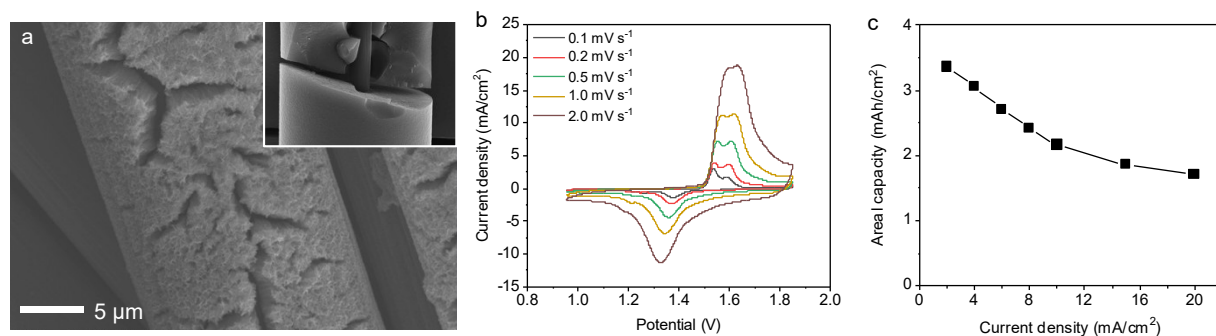 a
5 µm
b
0.1 mV s⁻¹
0.2 mV s⁻¹
0.5 mV s⁻¹
1.0 mV s⁻¹
2.0 mV s⁻¹
Current density (mA/cm²)
25
20
15
10
5
0
-5
-10
-15
0.8 1.0 1.2 1.4 1.6 1.8 2.0
Potential (V)
c
Areal capacity (mAh/cm²)
4
3
2
1
0
0 4 8 12 16 20
Current density (mA/cm²)